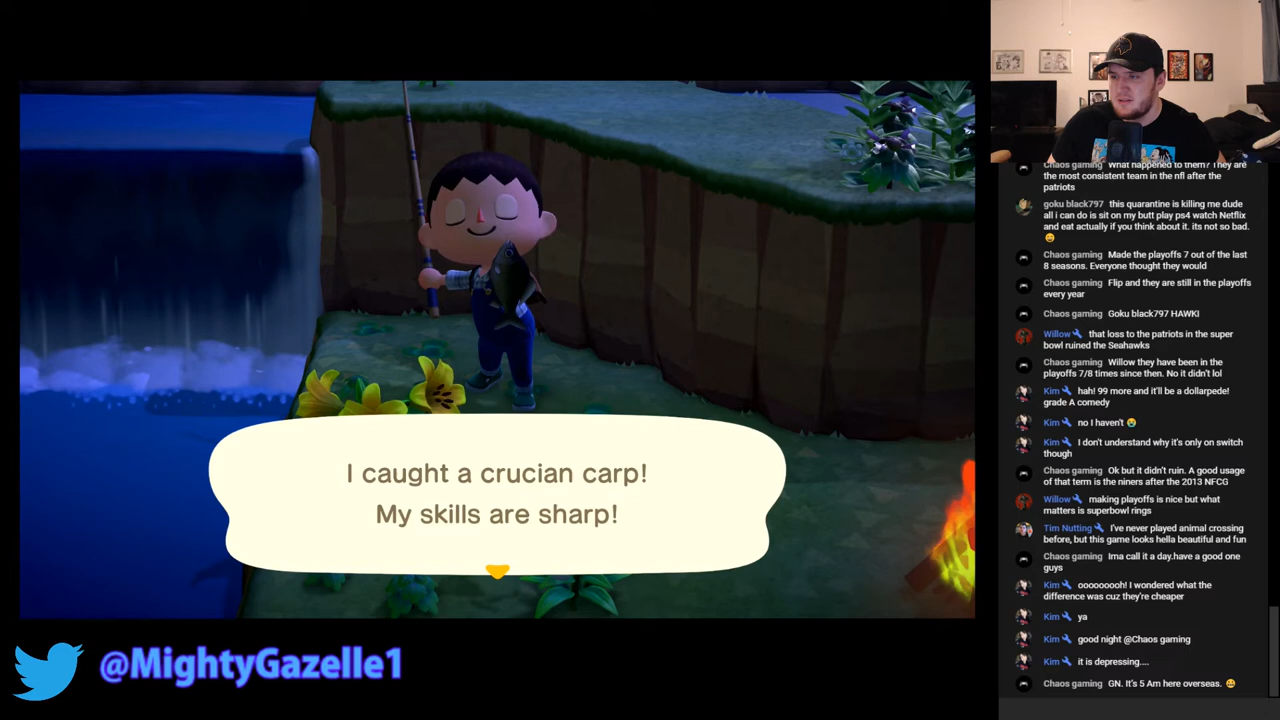 I caught a crucian carp!
My skills are sharp!
@MightyGazelle1
Chaos gaming What happened to them? They are
the most consistent team in the nfl after the
patriots
goku black797 this quarantine is killing me dude
all i can do is sit on my butt play ps4 watch Netflix
and eat actually if you think about it. its not so bad.
Chaos gaming Made the playoffs 7 out of the last
8 seasons. Everyone thought they would
Chaos gaming Flip and they are still in the playoffs
every year
Chaos gaming Goku black797 HAWK!
Willow that loss to the patriots in the super
bowl ruined the Seahawks
Chaos gaming Willow they have been in the
playoffs 7/8 times since then. No it didn't lol
Kim hah! 99 more and it'll be a dollarpede!
grade A comedy
Kim no I haven't
Kim I don't understand why it's only on switch
though
Chaos gaming Ok but it didn't ruin. A good usage
of that term is the niners after the 2013 NFCG
Willow making playoffs is nice but what
matters is superbowl rings
Tim Nutting I've never played animal crossing
before, but this game looks hella beautiful and fun
Chaos gaming Ima call it a day.have a good one
guys
Kim ooooooooh! I wondered what the
difference was cuz they're cheaper
Kim ya
Kim good night @Chaos gaming
Kim it is depressing....
Chaos gaming GN. It's 5 Am here overseas.